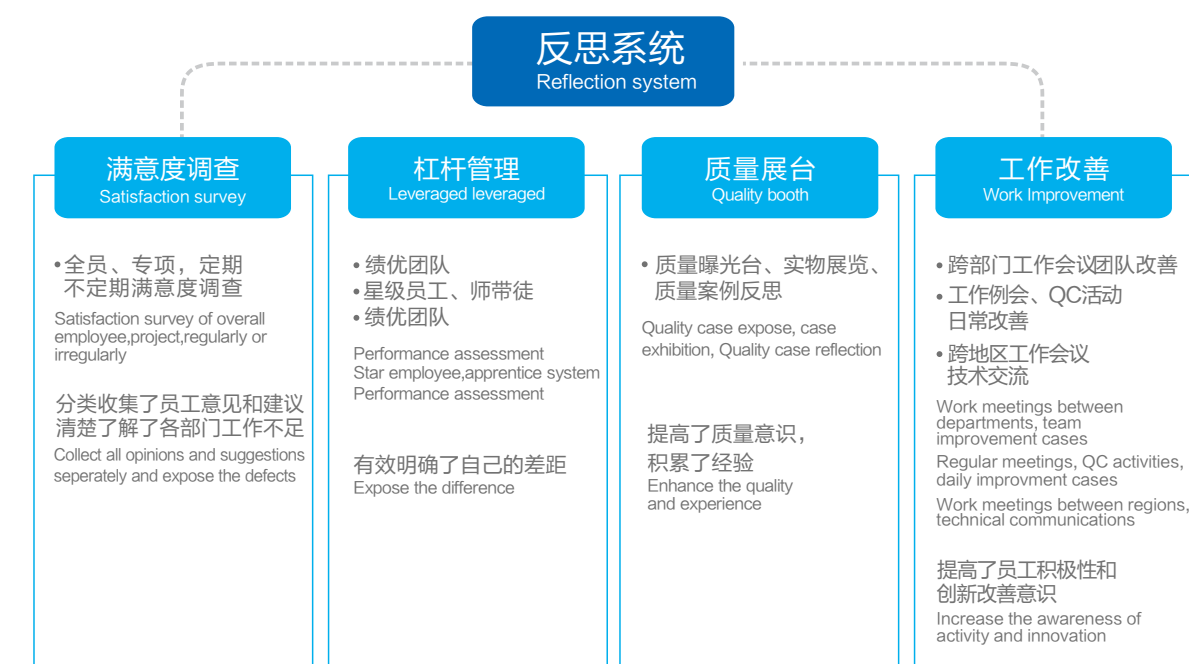 反思系统
Reflection system
满意度调查
Satisfaction survey
•全员、专项，定期
不定期满意度调查
Satisfaction survey of overall
employee,project,regularly or
irregularly
分类收集了员工意见和建议
清楚了解了各部门工作不足
Collect all opinions and suggestions
seperately and expose the defects
杠杆管理
Leveraged leveraged
•绩优团队
•星级员工、师带徒
•绩优团队
Performance assessment
Star employee,apprentice system
Performance assessment
有效明确了自己的差距
Expose the difference
质量展台
Quality booth
•质量曝光台、实物展览、
质量案例反思
Quality case expose, case
exhibition, Quality case reflection
提高了质量意识，
积累了经验
Enhance the quality
and experience
工作改善
Work Improvement
•跨部门工作会议团队改善
•工作例会、QC活动
日常改善
•跨地区工作会议
技术交流
Work meetings between
departments, team
improvement cases
Regular meetings, QC activities,
daily improvment cases
Work meetings between regions,
technical communications
提高了员工积极性和
创新改善意识
Increase the awareness of
activity and innovation